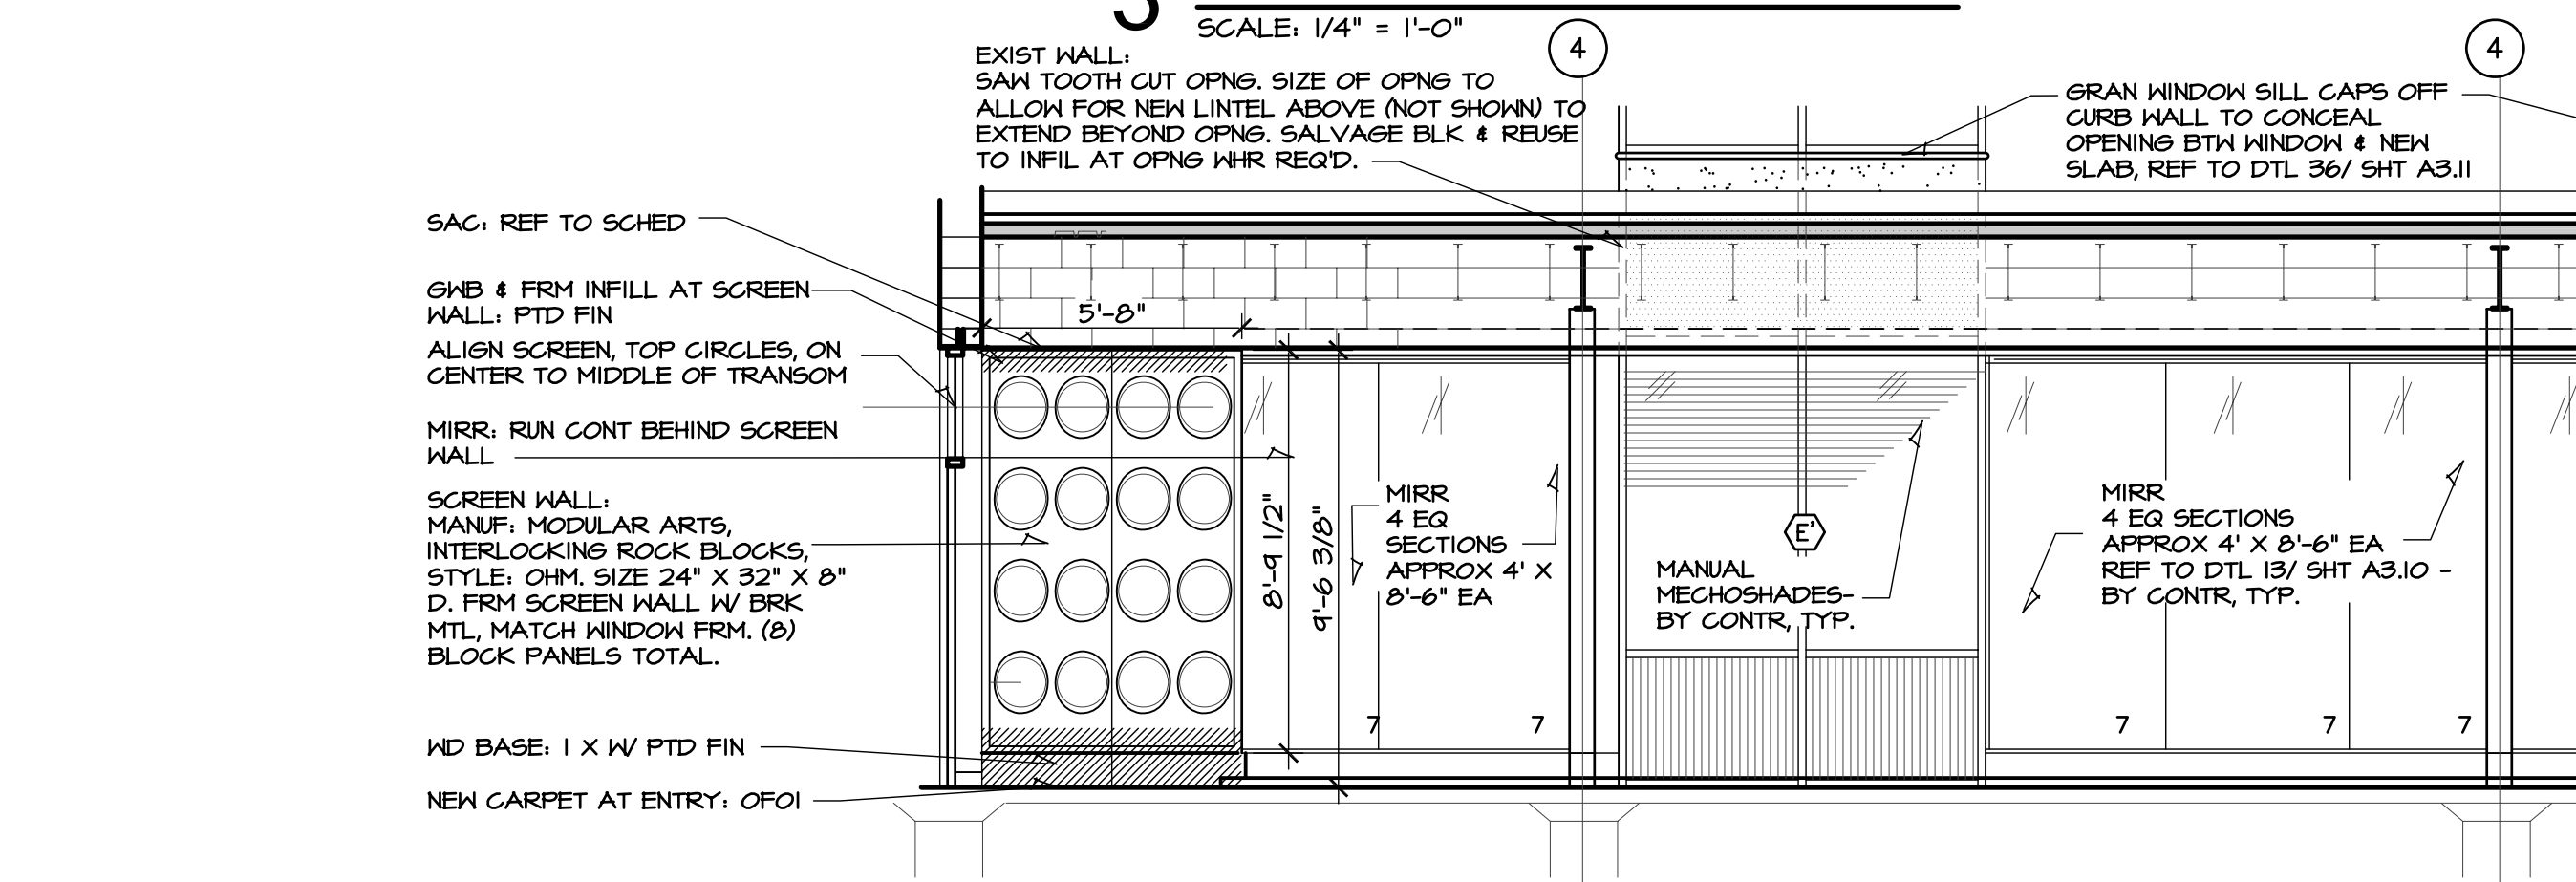 SCALE: 1/4" = 1'-0"
4
4
EXIST WALL:
SAW TOOTH CUT OPNG. SIZE OF OPNG TO
ALLOW FOR NEW LINTEL ABOVE (NOT SHOWN) TO
EXTEND BEYOND OPNG. SALVAGE BLK & REUSE
TO INFIL AT OPNG WHR REQ'D.
GRAN WINDOW SILL CAPS OFF
CURB WALL TO CONCEAL
OPENING BTW WINDOW & NEW
SLAB, REF TO DTL 36/ SHT A3.11
SAC: REF TO SCHED
GWB & FRM INFILL AT SCREEN
WALL: PTD FIN
5'-8"
ALIGN SCREEN, TOP CIRCLES, ON
CENTER TO MIDDLE OF TRANSOM
MIRR: RUN CONT BEHIND SCREEN
WALL
SCREEN WALL:
MANUF: MODULAR ARTS,
INTERLOCKING ROCK BLOCKS,
STYLE: OHM. SIZE 24" X 32" X 8"
D. FRM SCREEN WALL W/ BRK
MTL, MATCH WINDOW FRM. (8)
BLOCK PANELS TOTAL.
8'-9 1/2"
9'-6 3/8"
MIRR
4 EQ
SECTIONS
APPROX 4' X
8'-6" EA
E'
MANUAL
MECHOSHADES-
BY CONTR, TYP.
MIRR
4 EQ SECTIONS
APPROX 4' X 8'-6" EA
REF TO DTL 13/ SHT A3.10 -
BY CONTR, TYP.
7
7
7
7
7
WD BASE: 1 X W/ PTD FIN
NEW CARPET AT ENTRY: OF01